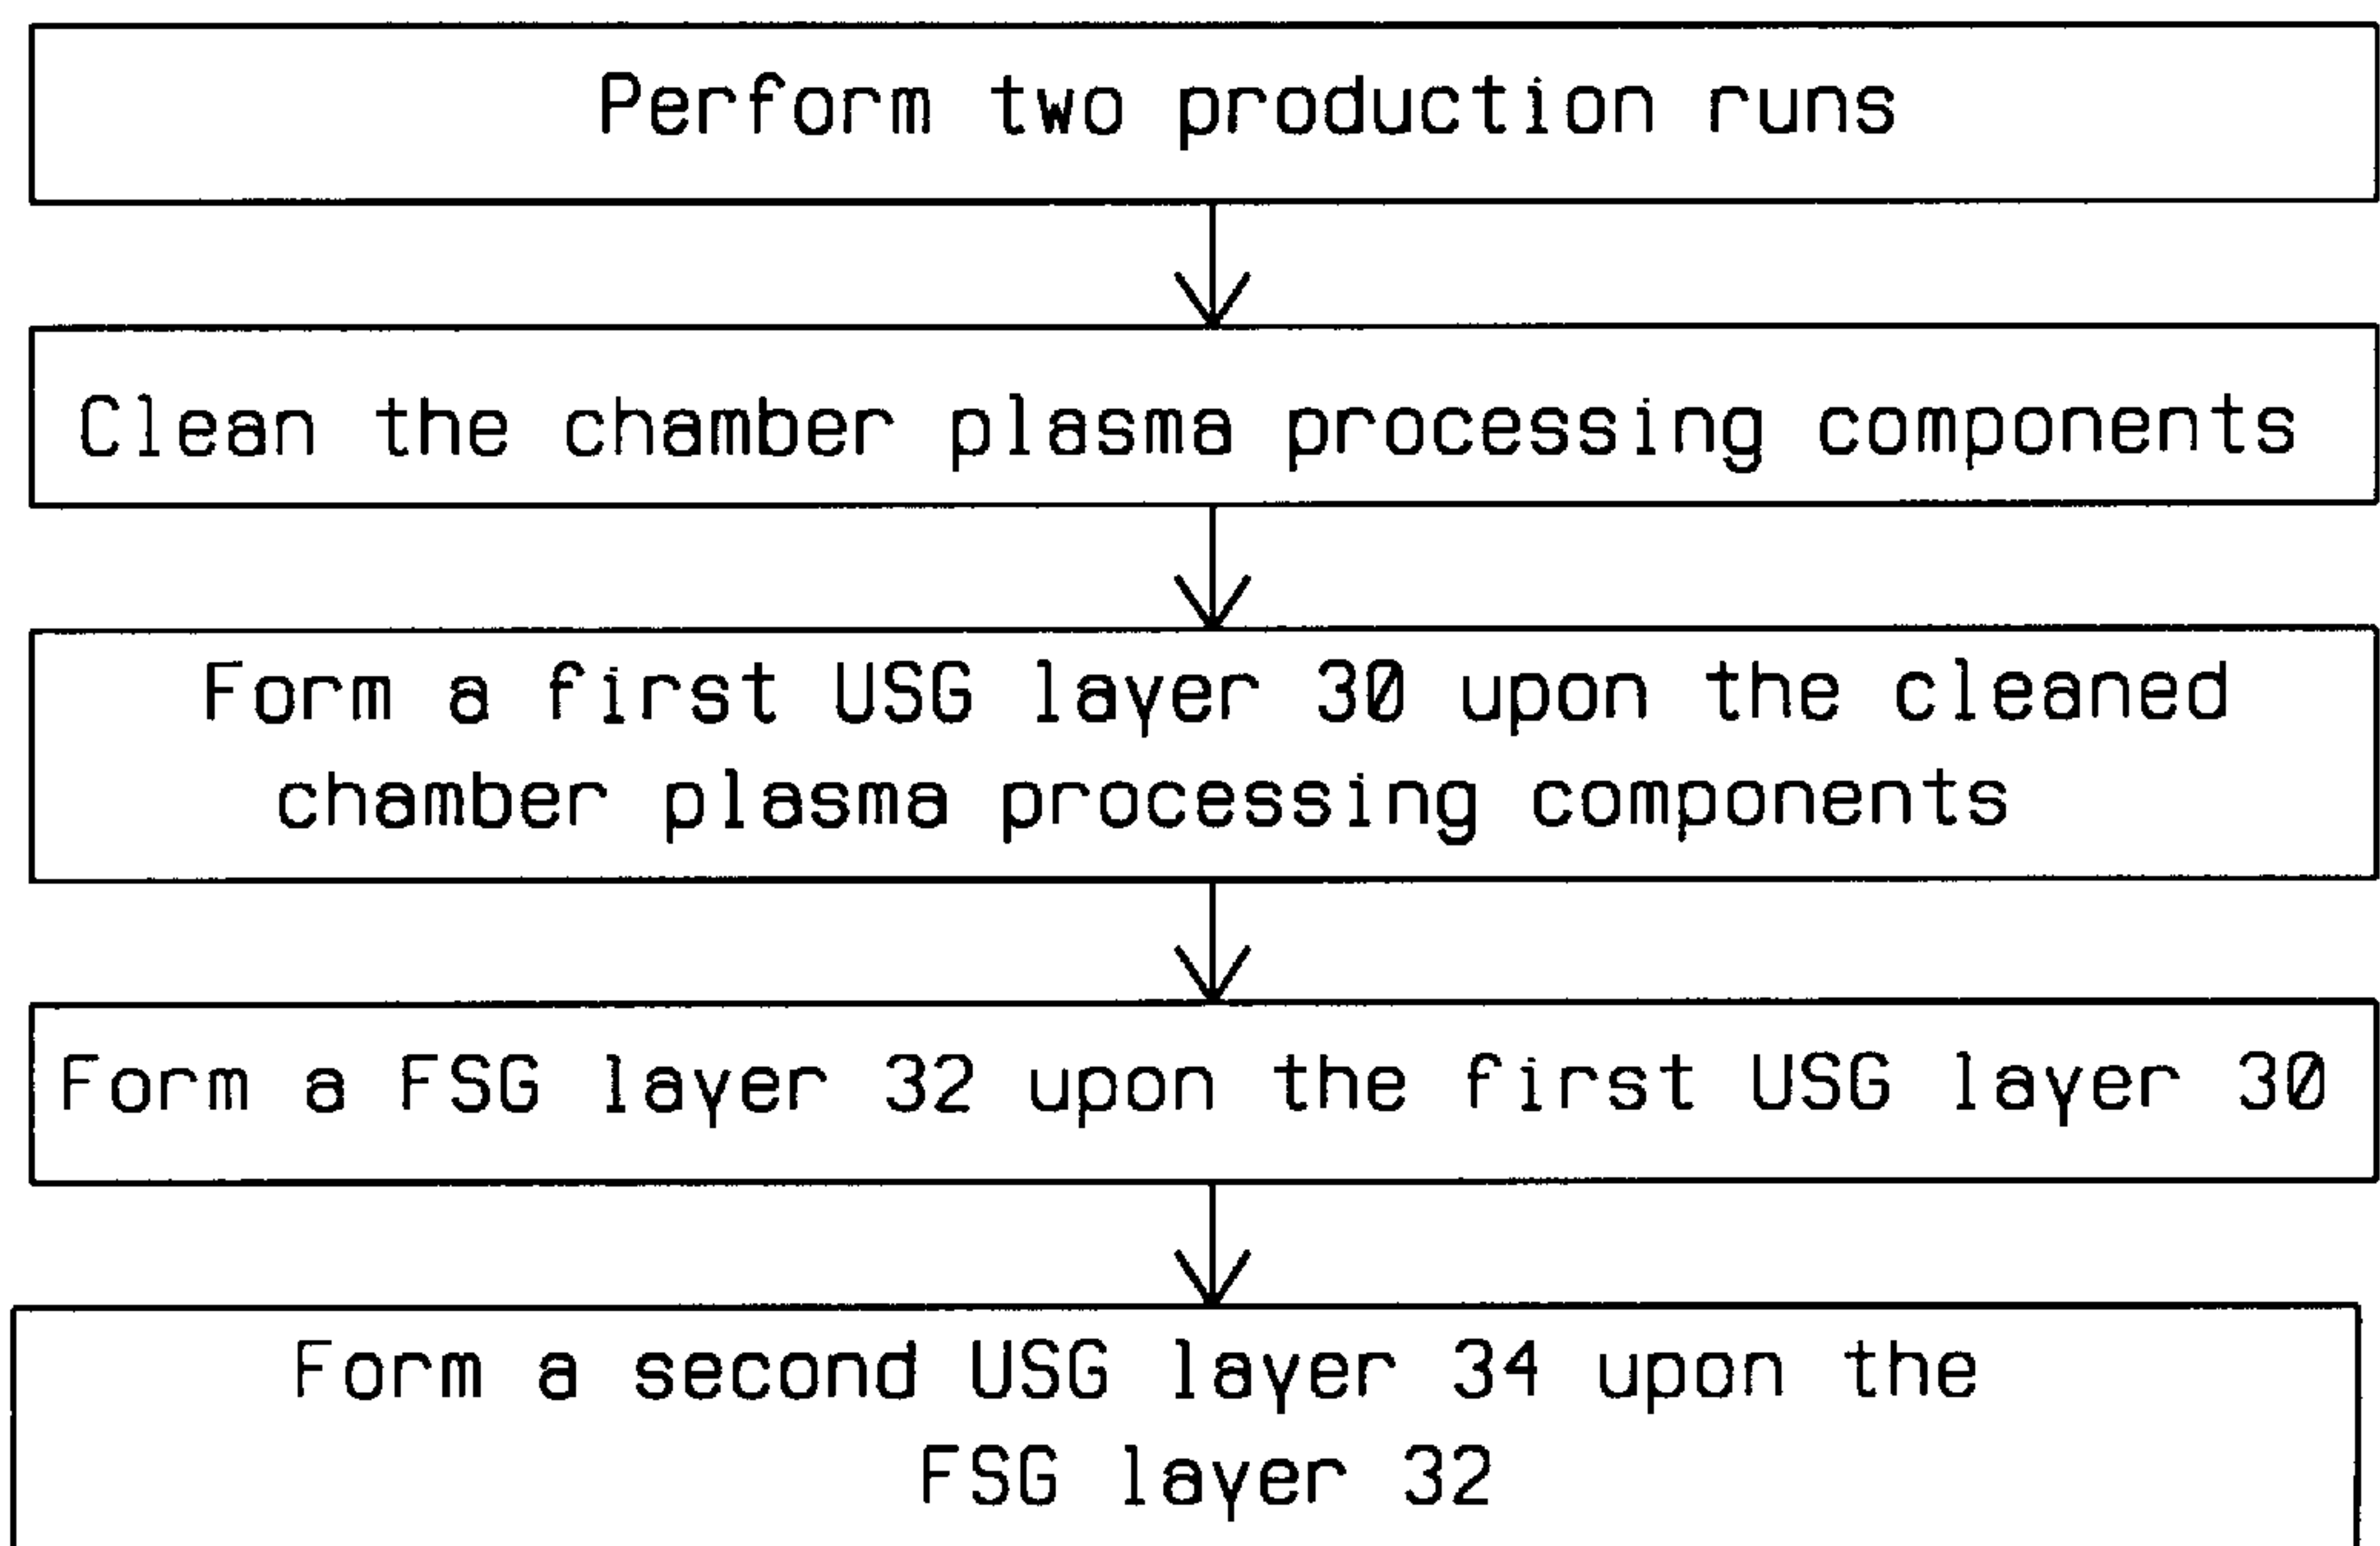 Perform two production runs
Clean the chamber plasma processing components
Form a first USG layer 30 upon the cleaned
chamber plasma processing components
Form a FSG layer 32 upon the first USG layer 30
Form a second USG layer 34 upon the
FSG layer 32